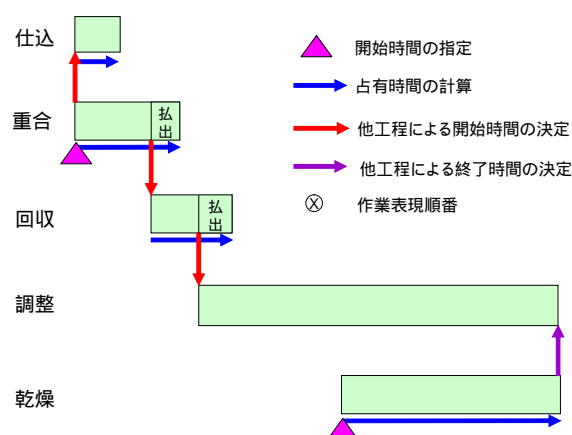 仕込
開始時間の指定
占有時間の計算
重合
払
出
他工程による開始時間の決定
他工程による終了時間の決定
回収
払
出
Ⓧ 作業表現順番
調整
乾燥